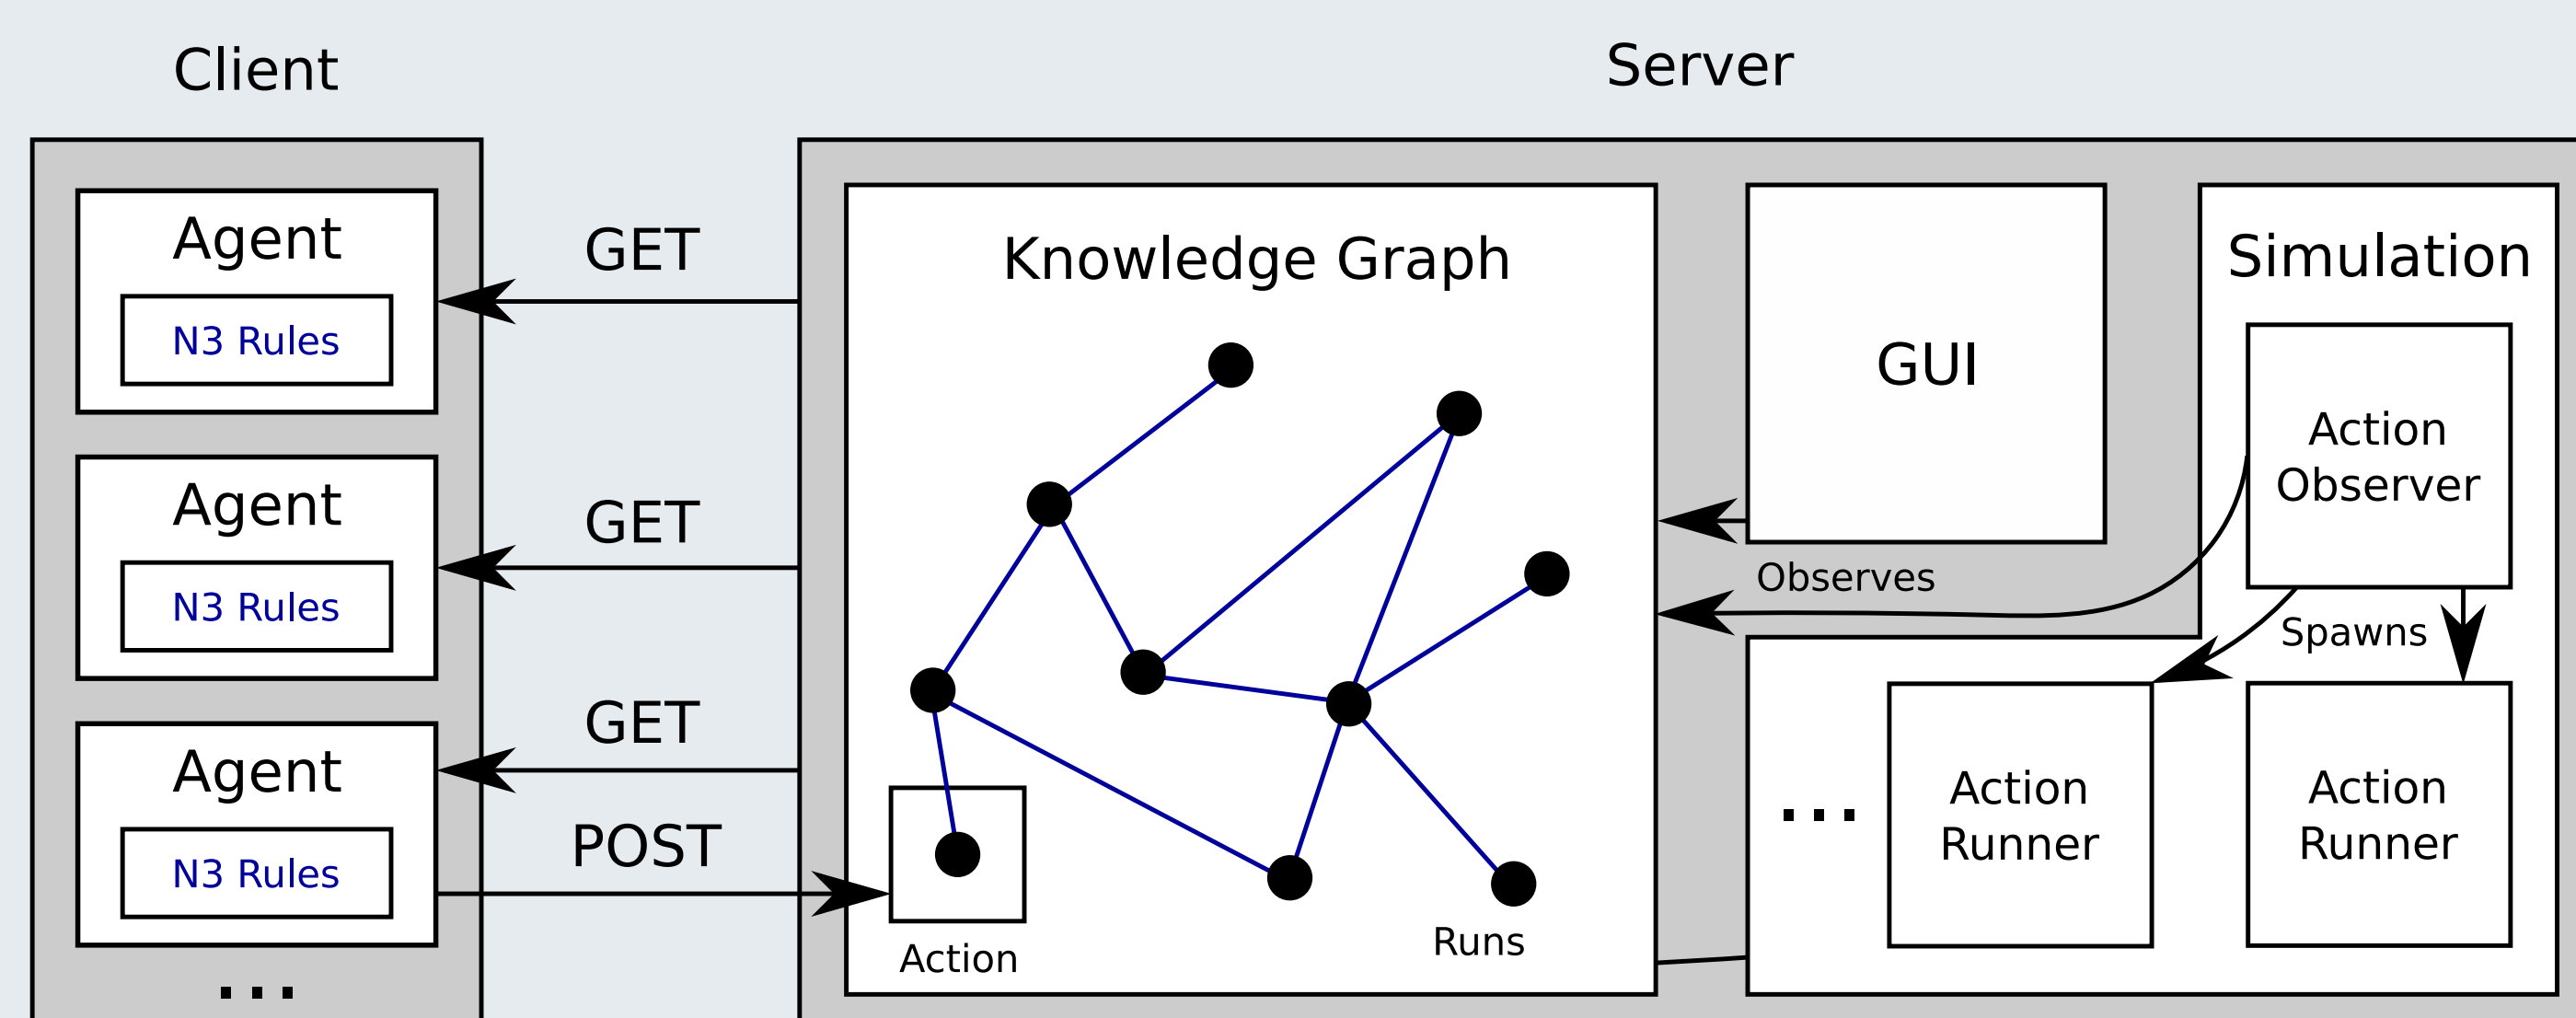 Client
Server
Agent
N3 Rules
GET
Agent
N3 Rules
GET
Agent
N3 Rules
GET
POST
...
Knowledge Graph
Action
Runs
GUI
Observes
Simulation
Action
Observer
Spawns
...
Action
Runner
Action
Runner